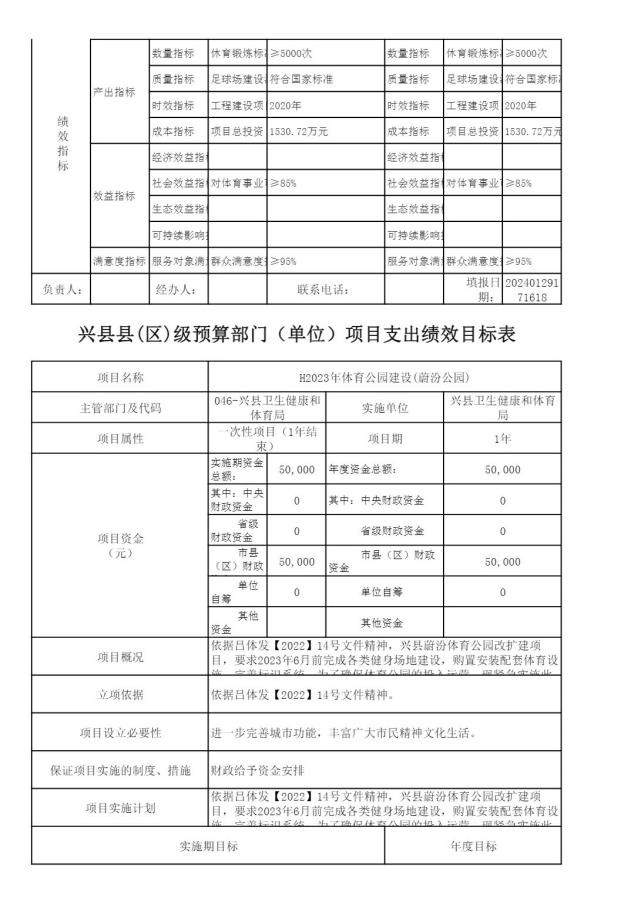 数量指标 体育锻炼标 ≥5000次 数量指标 体育锻炼标 ≥5000次
质量指标 足球场建设 符合国家标准 质量指标 足球场建设 符合国家标
产出指标
时效指标 工程建设项 2020年 时效指标 工程建设项 2020年
成本指标 项目总投资 1530.72万元 成本指标 项目总投资 1530.72万元
绩效指标
经济效益指 经济效益指
社会效益指 对体育事业 ≥85% 社会效益指 对体育事业 ≥85%
效益指标
生态效益指 生态效益指
可持续影响 可持续影响
满意度指标 服务对象满 群众满意度 ≥95% 服务对象满 群众满意度 ≥95%
负责人: 经办人: 联系电话: 填报日期: 20240129171618
兴县县(区)级预算部门（单位）项目支出绩效目标表
项目名称 H2023年体育公园建设(蔚汾公园)
主管部门及代码 046-兴县卫生健康和体育局 实施单位 兴县卫生健康和体育局
项目属性 一次性项目（1年结束） 项目期 1年
项目资金（元）
实施期资金总额: 50,000 年度资金总额: 50,000
其中: 中央财政资金 0 其中: 中央财政资金 0
省级财政资金 0 省级财政资金 0
市县（区）财政 50,000 市县（区）财政资金 50,000
单位自筹 0 单位自筹 0
其他资金 其他资金
项目概况
依据吕体发【2022】14号文件精神，兴县蔚汾体育公园改扩建项
目，要求2023年6月前完成各类健身场地建设，购置安装配套体育设
立项依据 依据吕体发【2022】14号文件精神。
项目设立必要性 进一步完善城市功能，丰富广大市民精神文化生活。
保证项目实施的制度、措施 财政给予资金安排
项目实施计划
依据吕体发【2022】14号文件精神，兴县蔚汾体育公园改扩建项
目，要求2023年6月前完成各类健身场地建设，购置安装配套体育设
实施期目标 年度目标